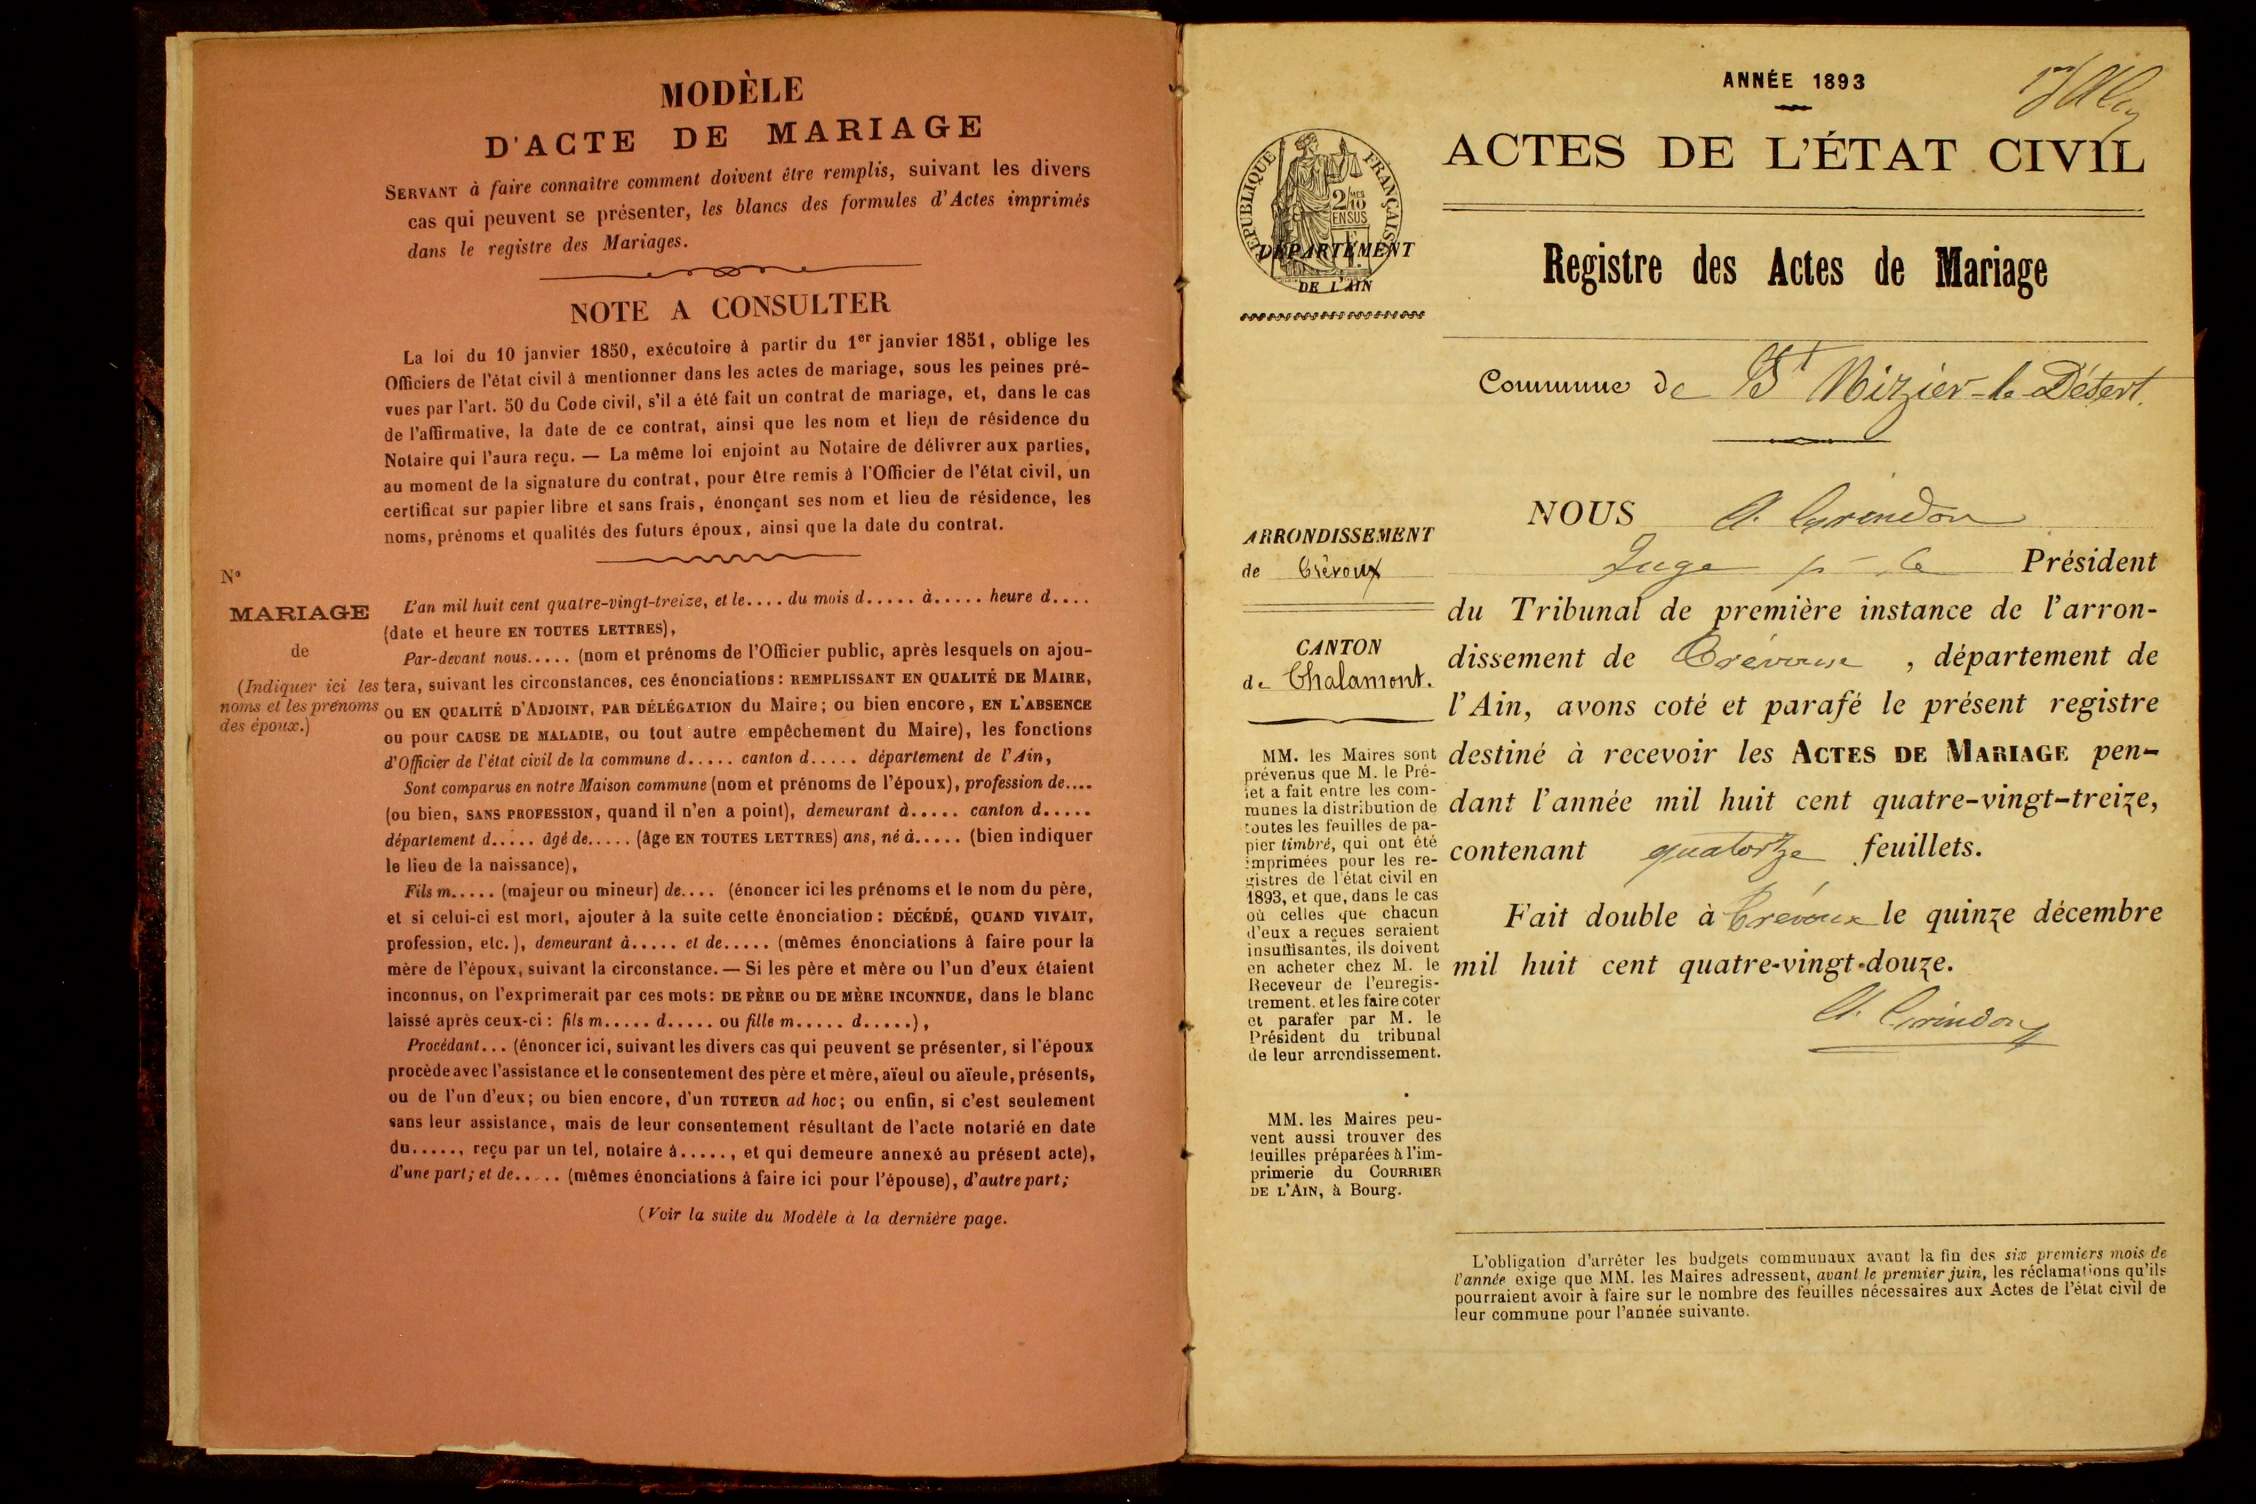 MODÈLE
D'ACTE DE MARIAGE
SERVANT à faire connaître comment doivent être remplis, suivant les divers
cas qui peuvent se présenter, les blancs des formules d'Actes imprimés
dans le registre des Mariages.
NOTE A CONSULTER
La loi du 10 janvier 1850, exécutoire à partir du 1er janvier 1851, oblige les
Officiers de l'état civil à mentionner dans les actes de mariage, sous les peines pré-
vues par l'art. 50 du Code civil, s'il a été fait un contrat de mariage, et, dans le cas
de l'affirmative, la date de ce contrat, ainsi que les nom et lieu de résidence du
Notaire qui l'aura reçu. — La même loi enjoint au Notaire de délivrer aux parties,
au moment de la signature du contrat, pour être remis à l'Officier de l'état civil, un
certificat sur papier libre et sans frais, énonçant ses nom et lieu de résidence, les
noms, prénoms et qualités des futurs époux, ainsi que la date du contrat.
N°
MARIAGE
de
(Indiquer ici les
noms et les prénoms
des époux.)
L'an mil huit cent quatre-vingt-treize, et le.... du mois d..... à..... heure d....
(date et heure EN TOUTES LETTRES),
Par-devant nous..... (nom et prénoms de l'Officier public, après lesquels on ajou-
tera, suivant les circonstances, ces énonciations : REMPLISSANT EN QUALITÉ DE MAIRE,
ou EN QUALITÉ D'ADJOINT, PAR DÉLÉGATION du Maire; ou bien encore, EN L'ABSENCE
ou pour CAUSE DE MALADIE, ou tout autre empêchement du Maire), les fonctions
d'Officier de l'état civil de la commune d..... canton d..... département de l'Ain,
Sont comparus en notre Maison commune (nom et prénoms de l'époux), profession de....
(ou bien, SANS PROFESSION, quand il n'en a point), demeurant à..... canton d.....
département d..... âgé de..... (âge EN TOUTES LETTRES) ans, né à..... (bien indiquer
le lieu de la naissance),
Fils m..... (majeur ou mineur) de.... (énoncer ici les prénoms et le nom du père,
et si celui-ci est mort, ajouter à la suite cette énonciation : DÉCÉDÉ, QUAND VIVAIT,
profession, etc.), demeurant à..... et de..... (mêmes énonciations à faire pour la
mère de l'époux, suivant la circonstance. — Si les père et mère ou l'un d'eux étaient
inconnus, on l'exprimerait par ces mots: DE PÈRE ou DE MÈRE INCONNUE, dans le blanc
laissé après ceux-ci : fils m..... d..... ou fille m..... d.....),
Procédant... (énoncer ici, suivant les divers cas qui peuvent se présenter, si l'époux
procède avec l'assistance et le consentement des père et mère, aïeul ou aïeule, présents,
ou de l'un d'eux; ou bien encore, d'un TUTEUR ad hoc; ou enfin, si c'est seulement
sans leur assistance, mais de leur consentement résultant de l'acte notarié en date
du....., reçu par un tel, notaire à....., et qui demeure annexé au présent acte),
d'une part; et de..... (mêmes énonciations à faire ici pour l'épouse), d'autre part;
(Voir la suite du Modèle à la dernière page.
ANNÉE 1893
ACTES DE L'ÉTAT CIVIL
RÉPUBLIQUE FRANÇAISE
2/10 MES
EN SUS
DÉPARTEMENT
DE L'AIN
Registre des Actes de Mariage
Commune de St Nizier-le-Désert.
ARRONDISSEMENT
de Trévoux
CANTON
de Chalamont.
MM. les Maires sont
prévenus que M. le Pré-
fet a fait entre les com-
munes la distribution de
toutes les feuilles de pa-
pier timbré, qui ont été
imprimées pour les re-
gistres de l'état civil en
1893, et que, dans le cas
où celles que chacun
d'eux a reçues seraient
insuffisantes, ils doivent
en acheter chez M. le
Receveur de l'enregis-
trement. et les faire coter
et parafer par M. le
Président du tribunal
de leur arrondissement.
MM. les Maires peu-
vent aussi trouver des
feuilles préparées à l'im-
primerie du COURRIER
DE L'AIN, à Bourg.
NOUS A. Grindon
Juge p. le Président
du Tribunal de première instance de l'arron-
dissement de Trévoux, département de
l'Ain, avons coté et parafé le présent registre
destiné à recevoir les ACTES DE MARIAGE pen-
dant l'année mil huit cent quatre-vingt-treize,
contenant quatorze feuillets.
Fait double à Trévoux le quinze décembre
mil huit cent quatre-vingt-douze.
A. Grindon
L'obligation d'arrêter les budgets communaux avant la fin des six premiers mois de
l'année exige que MM. les Maires adressent, avant le premier juin, les réclamations qu'ils
pourraient avoir à faire sur le nombre des feuilles nécessaires aux Actes de l'état civil de
leur commune pour l'année suivante.